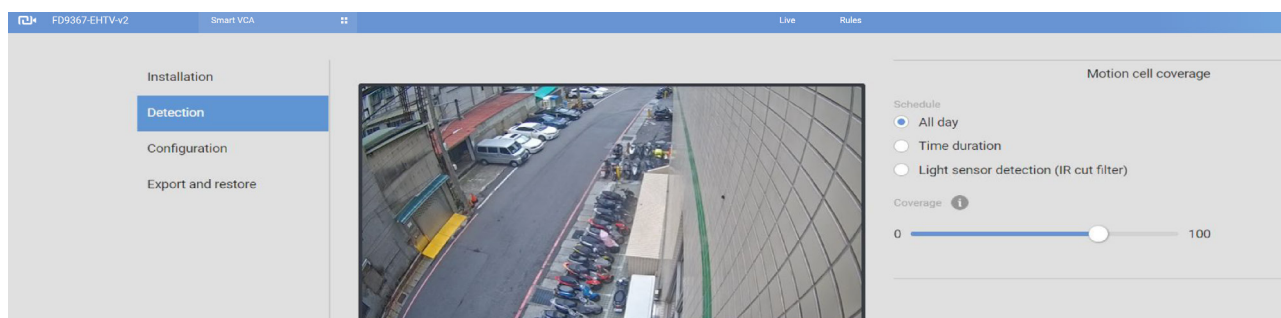 FD9367-EHTV-v2 Smart VCA Live Rules
Installation
Detection
Configuration
Export and restore
Motion cell coverage
Schedule
All day
Time duration
Light sensor detection (IR cut filter)
Coverage i
0 100